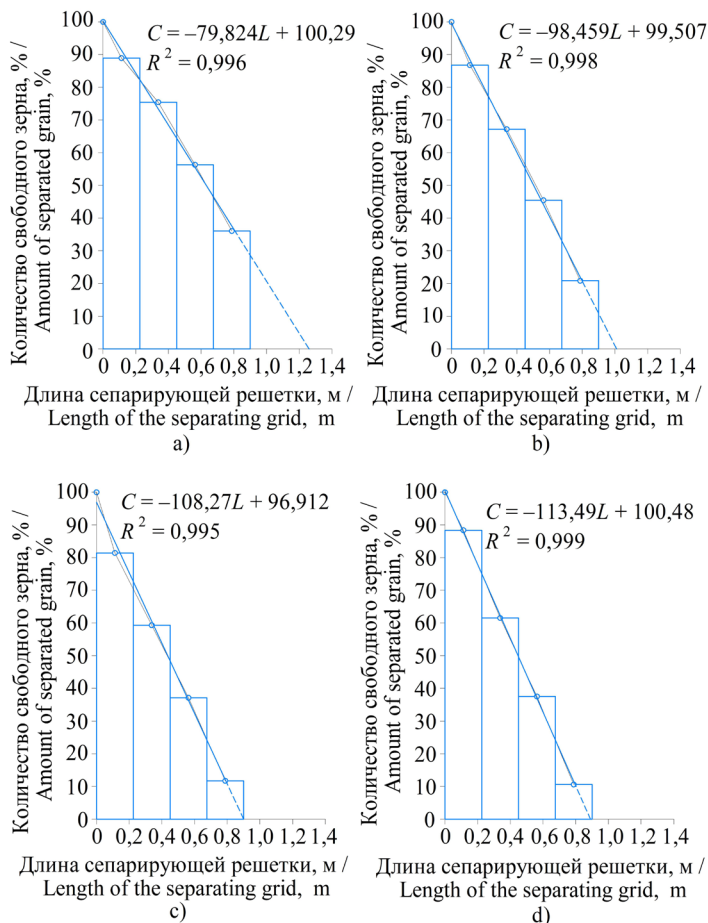 Количество свободного зерна, % /
Amount of separated grain, %
C = –79,824L + 100,29
R² = 0,996
100
90
80
70
60
50
40
30
20
10
0
0 0,2 0,4 0,6 0,8 1,0 1,2 1,4
Длина сепарирующей решетки, м /
Length of the separating grid, m
a)
Количество свободного зерна, % /
Amount of separated grain, %
C = –98,459L + 99,507
R² = 0,998
100
90
80
70
60
50
40
30
20
10
0
0 0,2 0,4 0,6 0,8 1,0 1,2 1,4
Длина сепарирующей решетки, м /
Length of the separating grid, m
b)
Количество свободного зерна, % /
Amount of separated grain, %
C = –108,27L + 96,912
R² = 0,995
100
90
80
70
60
50
40
30
20
10
0
0 0,2 0,4 0,6 0,8 1,0 1,2 1,4
Длина сепарирующей решетки, м /
Length of the separating grid, m
c)
Количество свободного зерна, % /
Amount of separated grain, %
C = –113,49L + 100,48
R² = 0,999
100
90
80
70
60
50
40
30
20
10
0
0 0,2 0,4 0,6 0,8 1,0 1,2 1,4
Длина сепарирующей решетки, м /
Length of the separating grid, m
d)